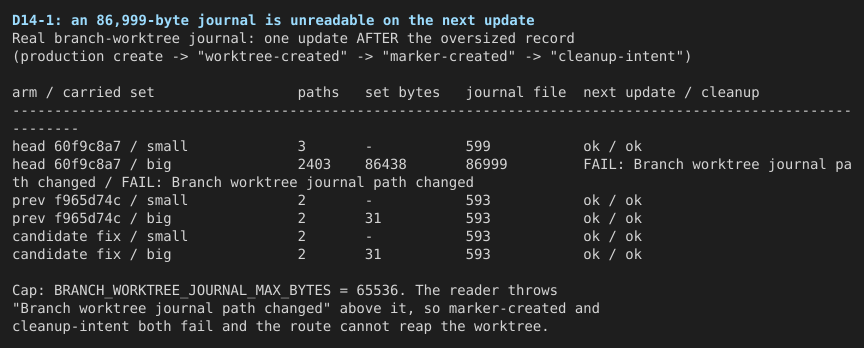 D14-1: an 86,999-byte journal is unreadable on the next update
Real branch-worktree journal: one update AFTER the oversized record
(production create -> "worktree-created" -> "marker-created" -> "cleanup-intent")
arm / carried set paths set bytes journal file next update / cleanup
--------------------------------------------------------------------------------------------------------
--------
head 60f9c8a7 / small 3 - 599 ok / ok
head 60f9c8a7 / big 2403 86438 86999 FAIL: Branch worktree journal pa
th changed / FAIL: Branch worktree journal path changed
prev f965d74c / small 2 - 593 ok / ok
prev f965d74c / big 2 31 593 ok / ok
candidate fix / small 2 - 593 ok / ok
candidate fix / big 2 31 593 ok / ok
Cap: BRANCH_WORKTREE_JOURNAL_MAX_BYTES = 65536. The reader throws
"Branch worktree journal path changed" above it, so marker-created and
cleanup-intent both fail and the route cannot reap the worktree.